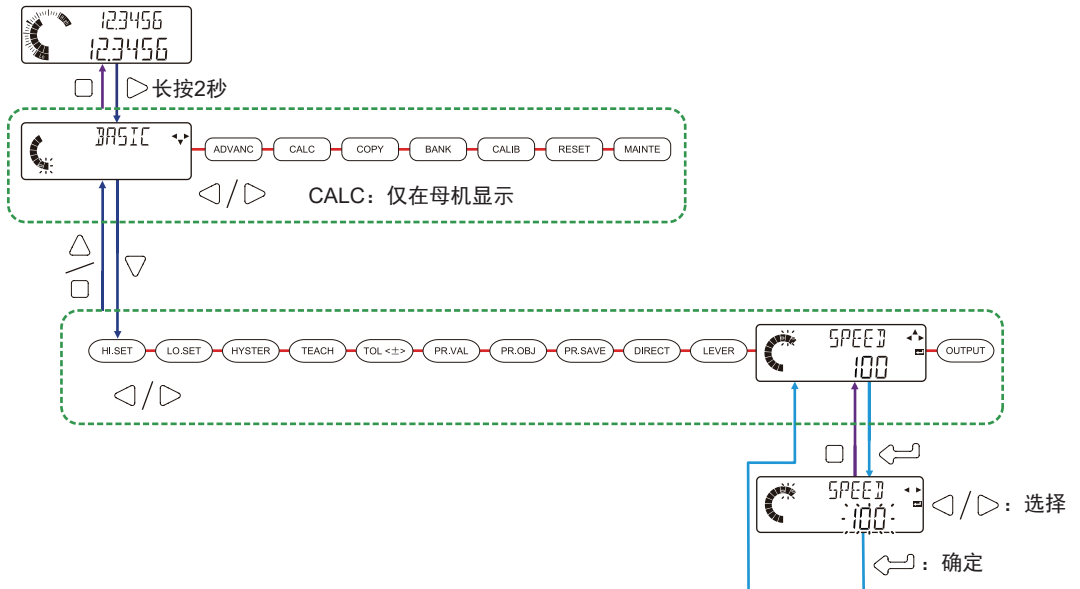 12.3456
12.3456
长按2秒
BASIC
ADVANC
CALC
COPY
BANK
CALIB
RESET
MAINTE
CALC：仅在母机显示
HI.SET
LO.SET
HYSTER
TEACH
TOL <±>
PR.VAL
PR.OBJ
PR.SAVE
DIRECT
LEVER
SPEED
100
OUTPUT
SPEED
100
：选择
：确定